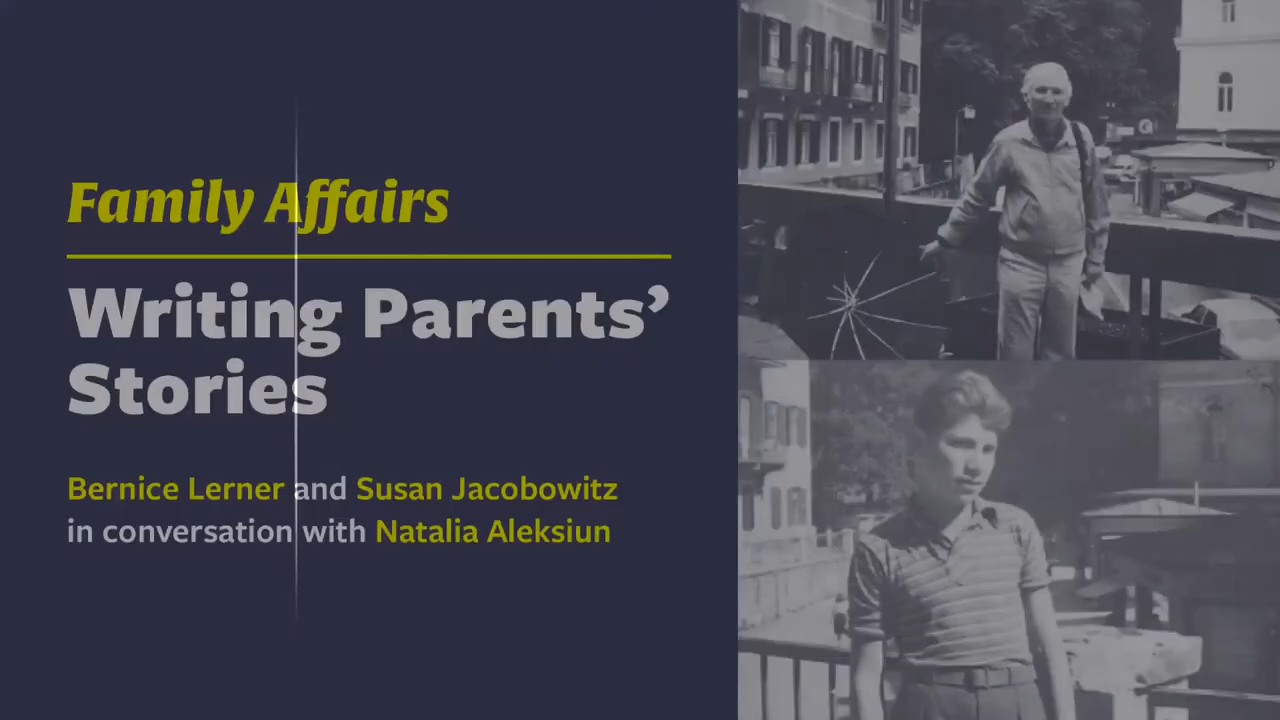 Family Affairs
Writing Parents’
Stories
Bernice Lerner and Susan Jacobowitz
in conversation with Natalia Aleksiun